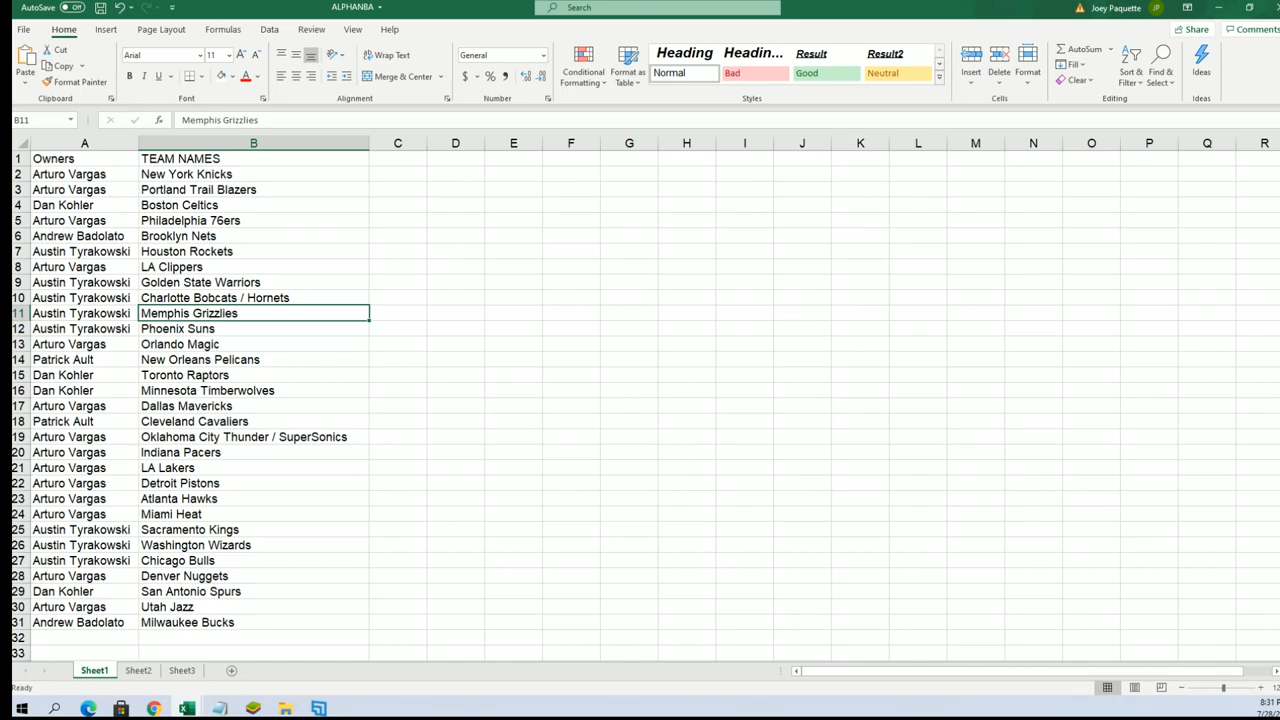 AutoSave Off ALPHANBA Search Joey Paquette JP
File Home Insert Page Layout Formulas Data Review View Help Share Comments
Paste Cut Copy Format Painter Clipboard
Arial 11 B I U Font
Wrap Text Merge & Center Alignment
General $ % Number
Conditional Formatting Format as Table
Heading Headin... Result Result2
Normal Bad Good Neutral
Styles
Insert Delete Format Cells
AutoSum Fill Clear Sort & Filter Find & Select Editing
Ideas Ideas
B11 fx Memphis Grizzlies
A B C D E F G H I J K L M N O P Q R
1 Owners TEAM NAMES
2 Arturo Vargas New York Knicks
3 Arturo Vargas Portland Trail Blazers
4 Dan Kohler Boston Celtics
5 Arturo Vargas Philadelphia 76ers
6 Andrew Badolato Brooklyn Nets
7 Austin Tyrakowski Houston Rockets
8 Arturo Vargas LA Clippers
9 Austin Tyrakowski Golden State Warriors
10 Austin Tyrakowski Charlotte Bobcats / Hornets
11 Austin Tyrakowski Memphis Grizzlies
12 Austin Tyrakowski Phoenix Suns
13 Arturo Vargas Orlando Magic
14 Patrick Ault New Orleans Pelicans
15 Dan Kohler Toronto Raptors
16 Dan Kohler Minnesota Timberwolves
17 Arturo Vargas Dallas Mavericks
18 Patrick Ault Cleveland Cavaliers
19 Arturo Vargas Oklahoma City Thunder / SuperSonics
20 Arturo Vargas Indiana Pacers
21 Arturo Vargas LA Lakers
22 Arturo Vargas Detroit Pistons
23 Arturo Vargas Atlanta Hawks
24 Arturo Vargas Miami Heat
25 Austin Tyrakowski Sacramento Kings
26 Austin Tyrakowski Washington Wizards
27 Austin Tyrakowski Chicago Bulls
28 Arturo Vargas Denver Nuggets
29 Dan Kohler San Antonio Spurs
30 Arturo Vargas Utah Jazz
31 Andrew Badolato Milwaukee Bucks
32
33
Sheet1 Sheet2 Sheet3
Ready
8:31
7/28/2